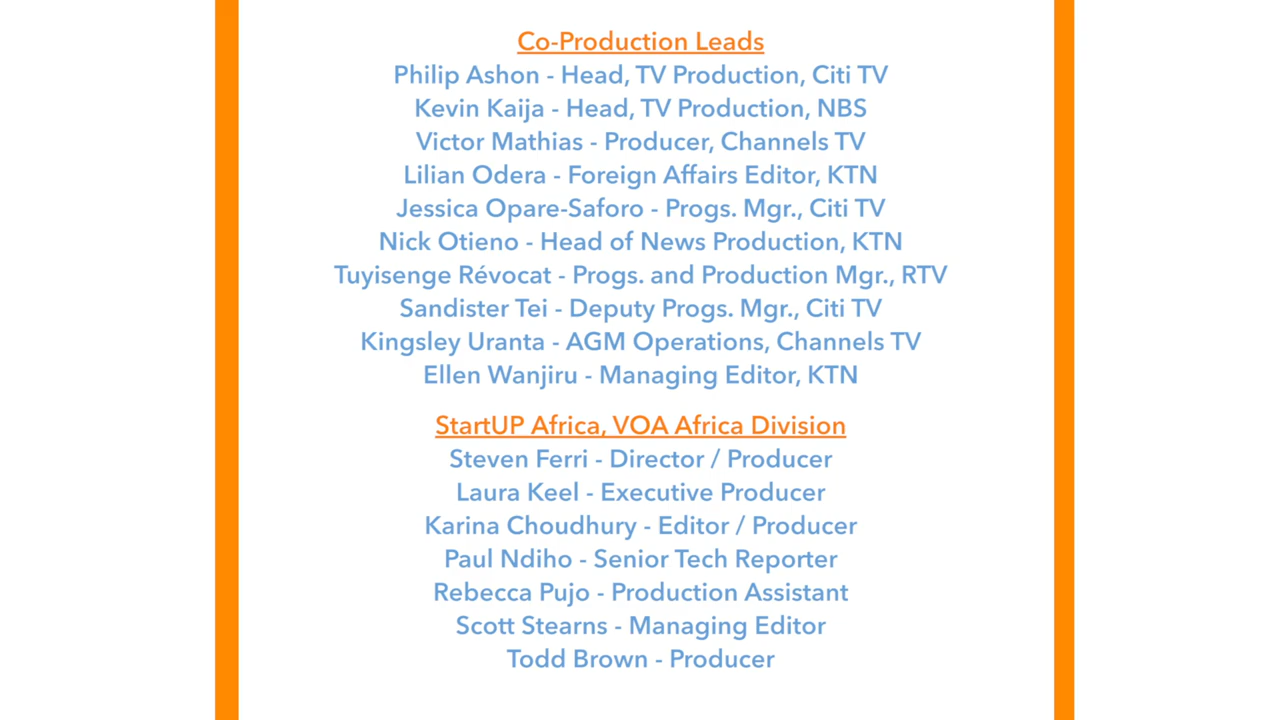 Co-Production Leads
Philip Ashon - Head, TV Production, Citi TV
Kevin Kaija - Head, TV Production, NBS
Victor Mathias - Producer, Channels TV
Lilian Odera - Foreign Affairs Editor, KTN
Jessica Opare-Saforo - Progs. Mgr., Citi TV
Nick Otieno - Head of News Production, KTN
Tuyisenge Révocat - Progs. and Production Mgr., RTV
Sandister Tei - Deputy Progs. Mgr., Citi TV
Kingsley Uranta - AGM Operations, Channels TV
Ellen Wanjiru - Managing Editor, KTN
StartUP Africa, VOA Africa Division
Steven Ferri - Director / Producer
Laura Keel - Executive Producer
Karina Choudhury - Editor / Producer
Paul Ndiho - Senior Tech Reporter
Rebecca Pujo - Production Assistant
Scott Stearns - Managing Editor
Todd Brown - Producer